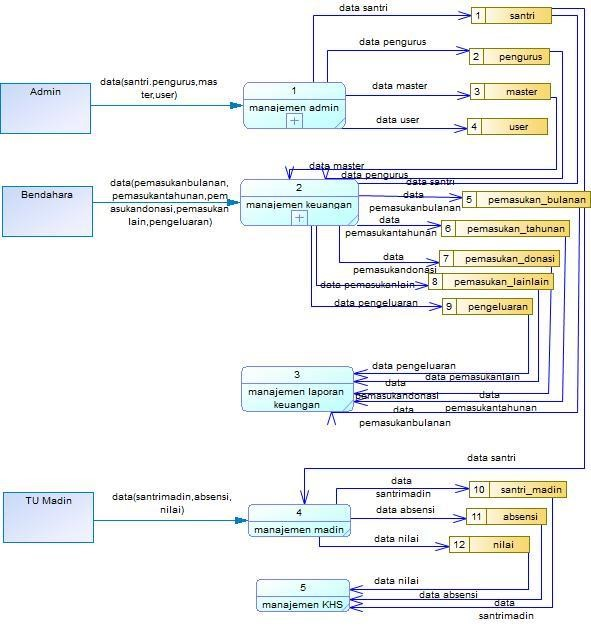 data santri
1 santri
data pengurus
2 pengurus
Admin
data(santri.pengurus,mas
ter,user)
1
manajemen admin
data master
3 master
data user
4 user
data master
data pengurus
data santri
Bendahara
data(pemasukanbulanan,
pemasukantahunan,pem
asukandonasi,pemasukan
lain,pengeluaran)
2
manajemen keuangan
data
pemasukanbulanan
5 pemasukan_bulanan
data
pemasukantahunan
6 pemasukan_tahunan
data
pemasukandonasi
7 pemasukan_donasi
data pemasukanlain
8 pemasukan_lainlain
data pengeluaran
9 pengeluaran
3
manajemen laporan
keuangan
data pengeluaran
data pemasukanlain
data
pemasukandonasi
data
pemasukantahunan
data
pemasukanbulanan
data santri
TU Madin
data(santrimadin,absensi,
nilai)
4
manajemen madin
data
santrimadin
10 santri_madin
data absensi
11 absensi
data nilai
12 nilai
5
manajemen KHS
data nilai
data absensi
data
santrimadin